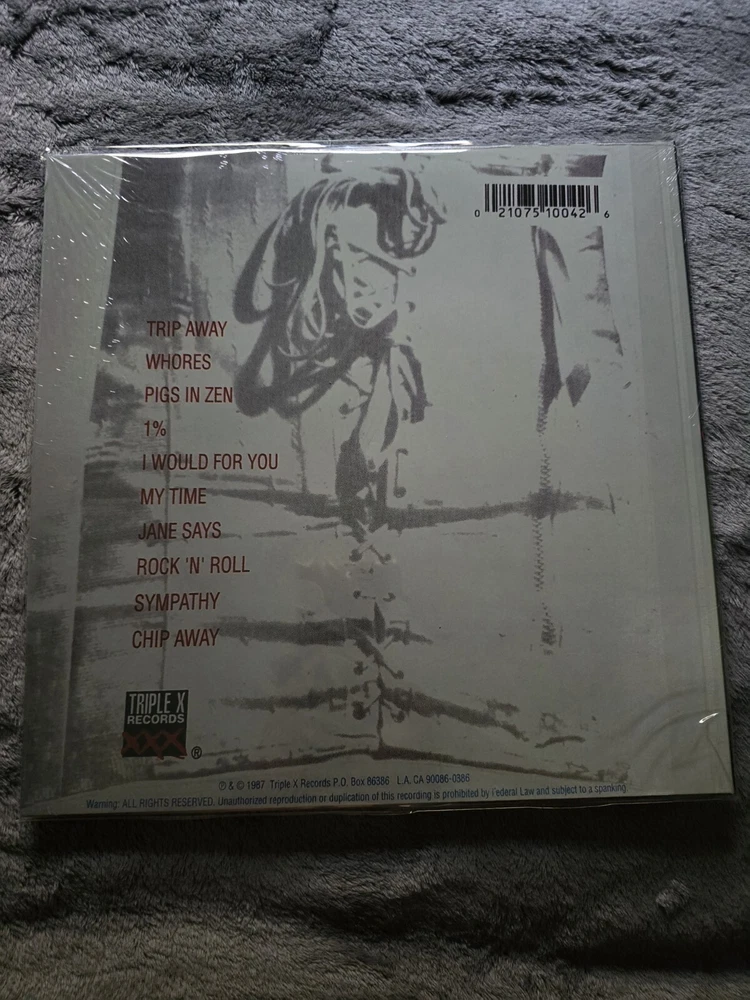 0 21075 10042 6
TRIP AWAY
WHORES
PIGS IN ZEN
1%
I WOULD FOR YOU
MY TIME
JANE SAYS
ROCK 'N' ROLL
SYMPATHY
CHIP AWAY
TRIPLE X
RECORDS
XXX ®
℗ & © 1987 Triple X Records P.O. Box 86386 L.A. CA 90086-0386
Warning: ALL RIGHTS RESERVED. Unauthorized reproduction or duplication of this recording is prohibited by Federal Law and subject to a spanking.